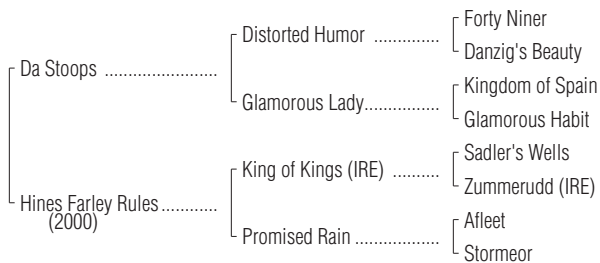 Forty Niner
Distorted Humor ..............
Danzig's Beauty
Da Stoops .......................
Kingdom of Spain
Glamorous Lady................
Glamorous Habit
Sadler's Wells
King of Kings (IRE) ..........
Zummerudd (IRE)
Hines Farley Rules............
(2000)
Afleet
Promised Rain ..................
Stormeor